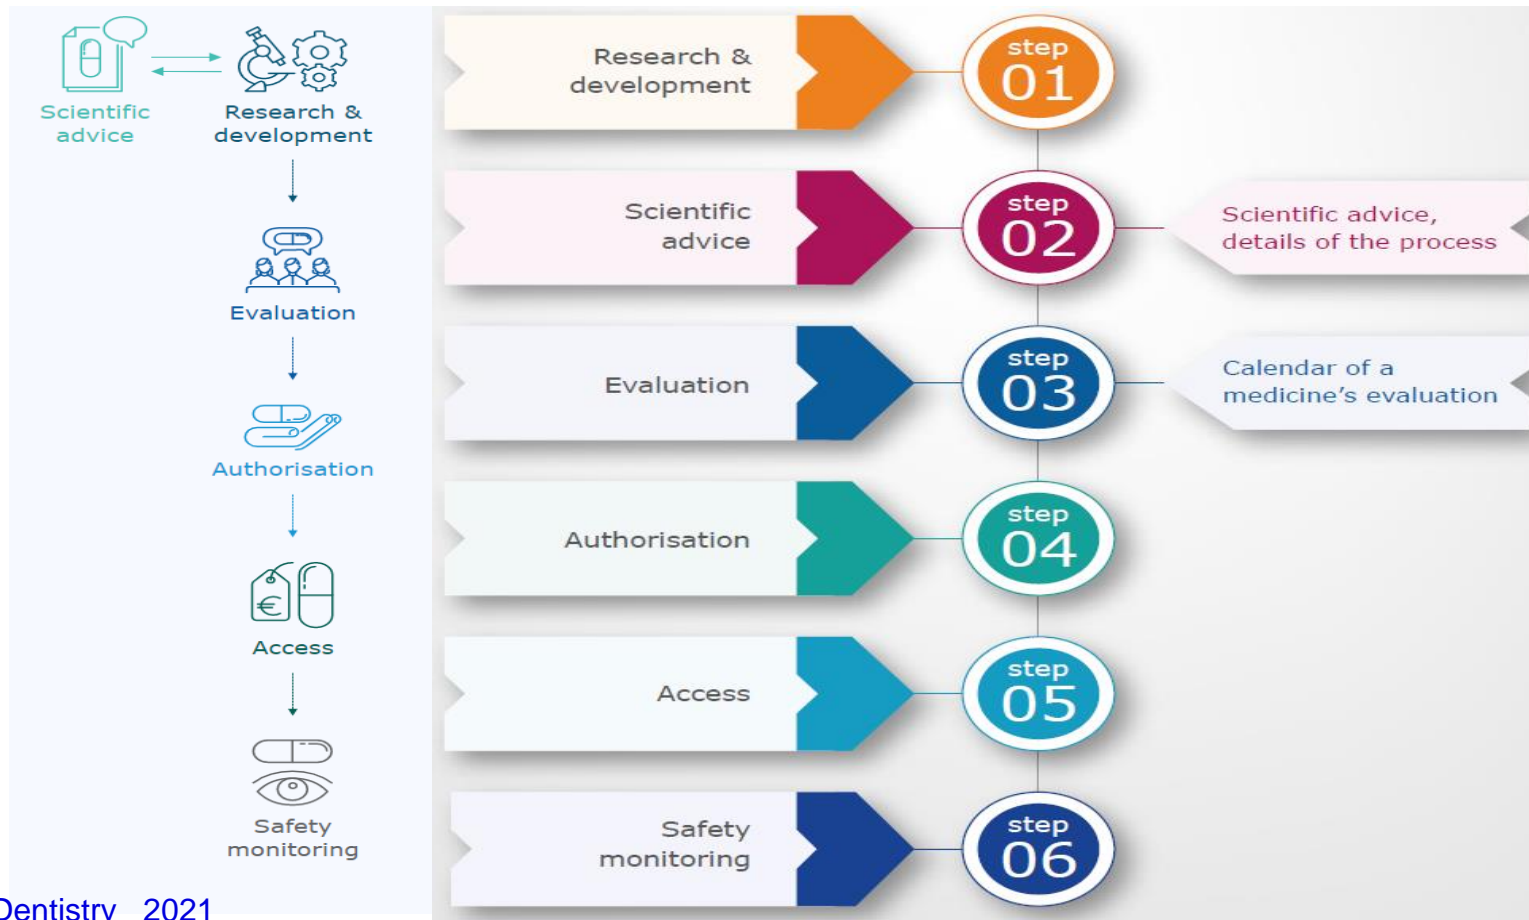 Scientific
advice
Research &
development
Evaluation
Authorisation
€
Access
Safety
monitoring
Research &
development
step
01
Scientific
advice
step
02
Scientific advice,
details of the process
Evaluation
step
03
Calendar of a
medicine's evaluation
Authorisation
step
04
Access
step
05
Safety
monitoring
step
06
Dentistry 2021